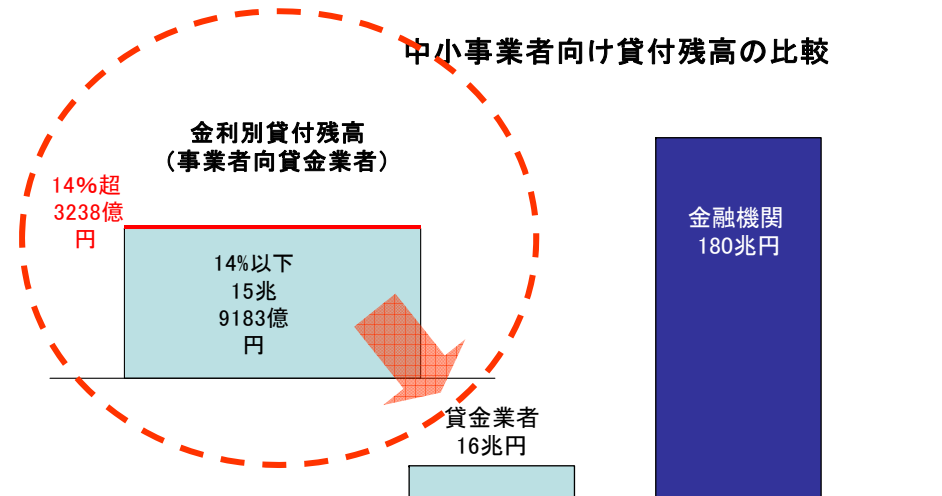 中小事業者向け貸付残高の比較
金利別貸付残高
（事業者向貸金業者）
14％超
3238億
円
14%以下
15兆
9183億
円
金融機関
180兆円
貸金業者
16兆円